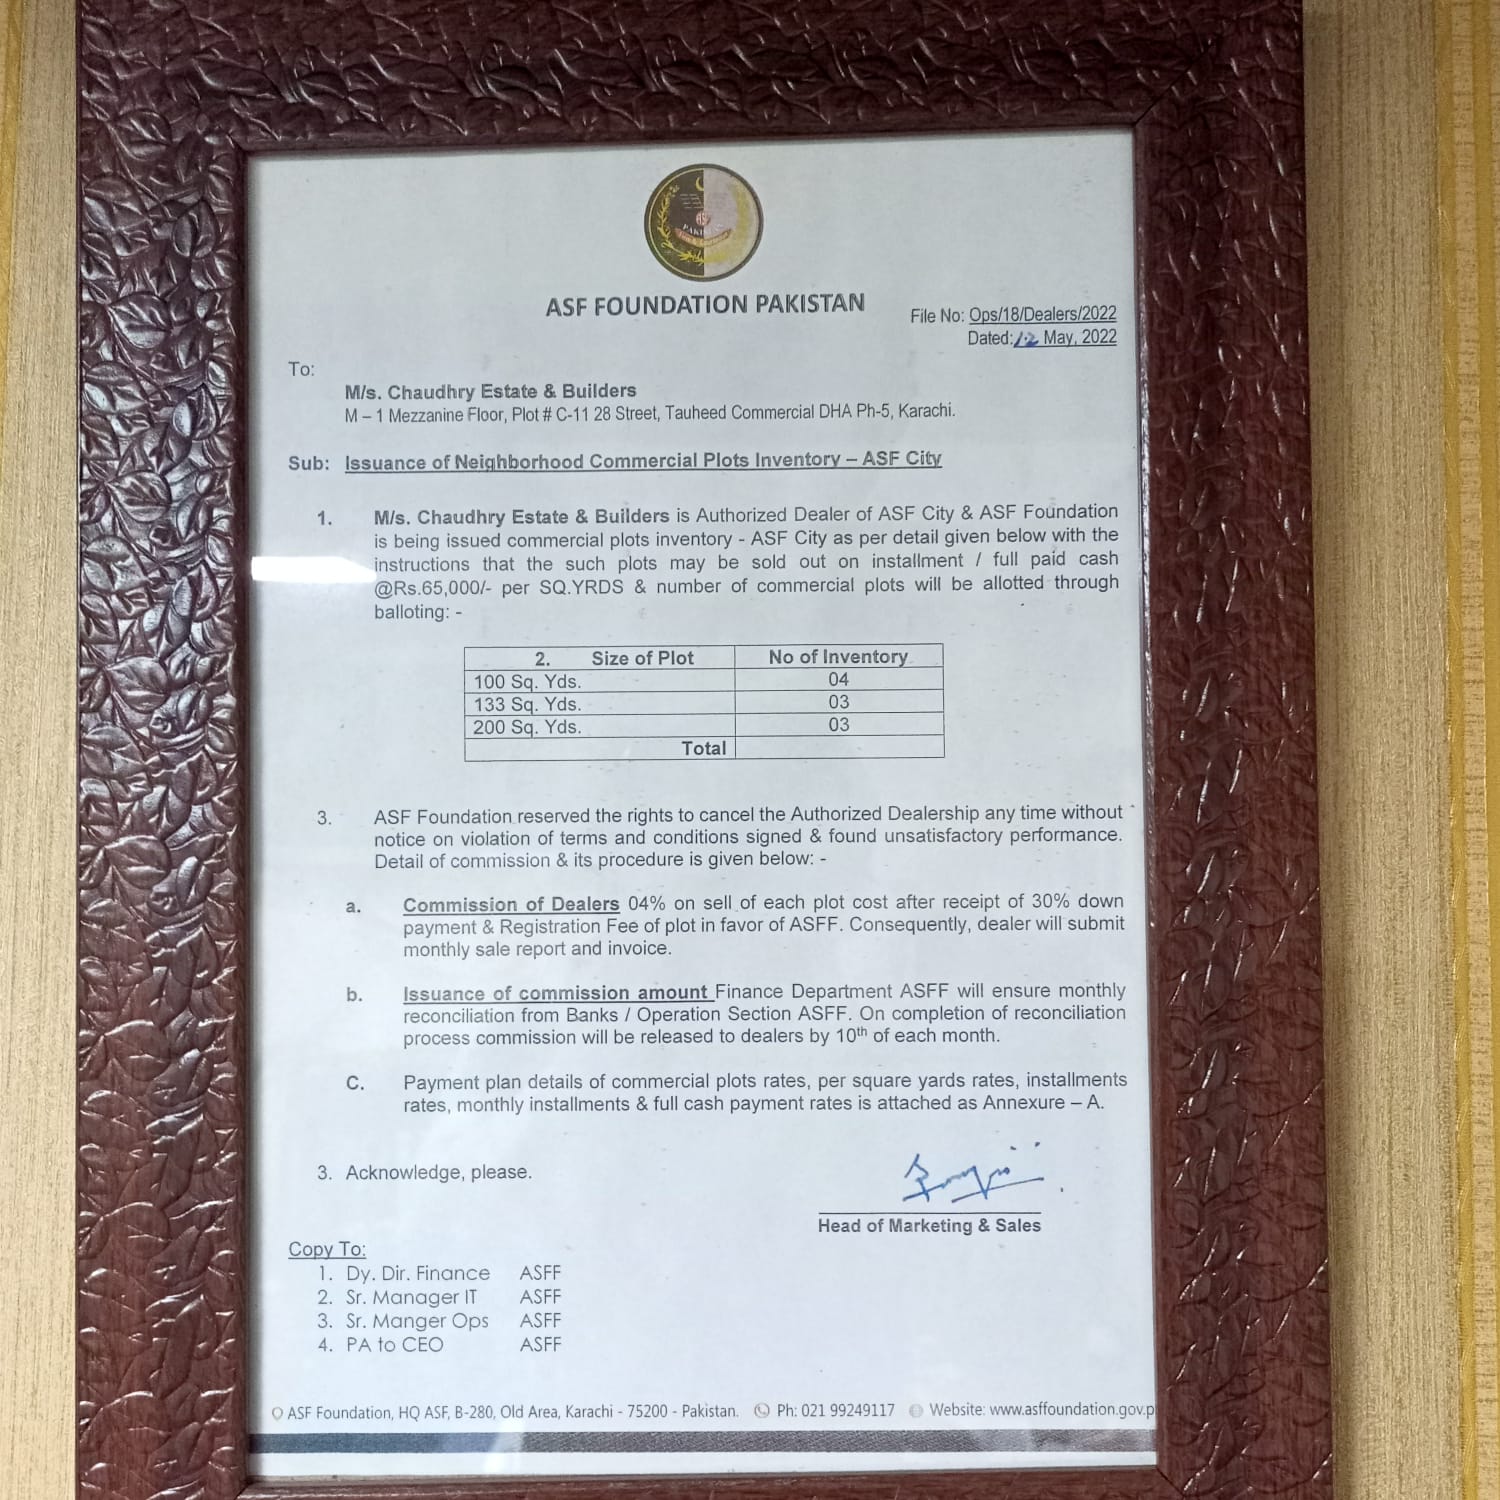 PAKISTAN
ASF FOUNDATION PAKISTAN
File No: Ops/18/Dealers/2022
Dated: 12 May, 2022
To:
M/s. Chaudhry Estate & Builders
M – 1 Mezzanine Floor, Plot # C-11 28 Street, Tauheed Commercial DHA Ph-5, Karachi.
Sub: Issuance of Neighborhood Commercial Plots Inventory – ASF City
1. M/s. Chaudhry Estate & Builders is Authorized Dealer of ASF City & ASF Foundation
is being issued commercial plots inventory - ASF City as per detail given below with the
instructions that the such plots may be sold out on installment / full paid cash
@Rs.65,000/- per SQ.YRDS & number of commercial plots will be allotted through
balloting: -
2. Size of Plot No of Inventory
100 Sq. Yds. 04
133 Sq. Yds. 03
200 Sq. Yds. 03
Total
3. ASF Foundation reserved the rights to cancel the Authorized Dealership any time without
notice on violation of terms and conditions signed & found unsatisfactory performance.
Detail of commission & its procedure is given below: -
a. Commission of Dealers 04% on sell of each plot cost after receipt of 30% down
payment & Registration Fee of plot in favor of ASFF. Consequently, dealer will submit
monthly sale report and invoice.
b. Issuance of commission amount Finance Department ASFF will ensure monthly
reconciliation from Banks / Operation Section ASFF. On completion of reconciliation
process commission will be released to dealers by 10th of each month.
C. Payment plan details of commercial plots rates, per square yards rates, installments
rates, monthly installments & full cash payment rates is attached as Annexure – A.
3. Acknowledge, please.
Head of Marketing & Sales
Copy To:
1. Dy. Dir. Finance ASFF
2. Sr. Manager IT ASFF
3. Sr. Manger Ops ASFF
4. PA to CEO ASFF
ASF Foundation, HQ ASF, B-280, Old Area, Karachi - 75200 - Pakistan. Ph: 021 99249117 Website: www.asffoundation.gov.p